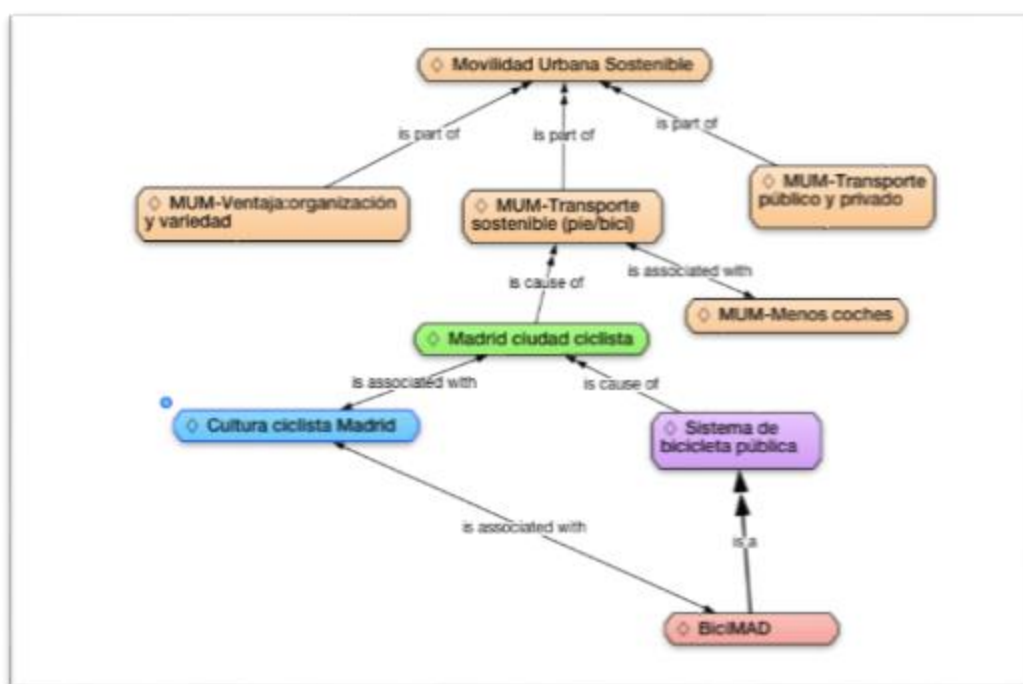 Movilidad Urbana Sostenible
is part of
is part of
is part of
MUM-Ventaja:organización
y variedad
MUM-Transporte
sostenible (pie/bici)
MUM-Transporte
público y privado
is cause of
is associated with
MUM-Menos coches
Madrid ciudad ciclista
is associated with
is cause of
Cultura ciclista Madrid
Sistema de
bicicleta pública
is associated with
is a
BiciMAD